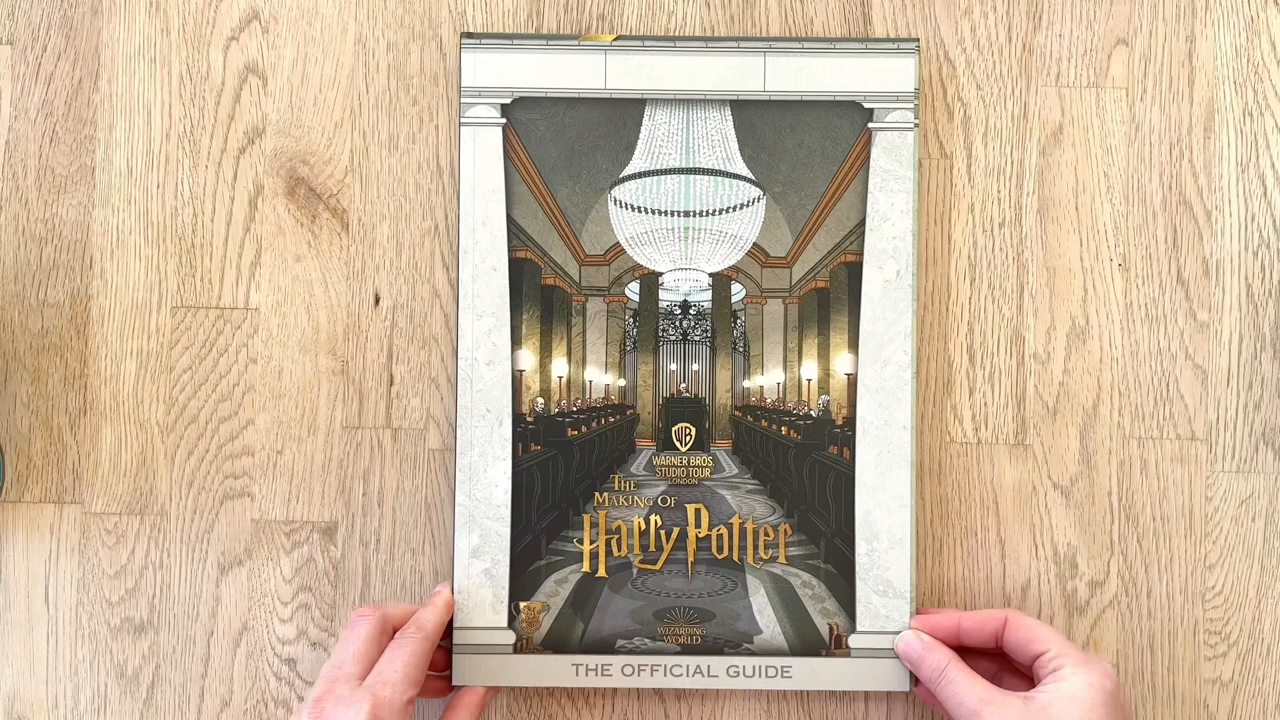 WB
WARNER BROS.
STUDIO TOUR
LONDON
THE
MAKING OF
Harry Potter
WIZARDING
WORLD
THE OFFICIAL GUIDE